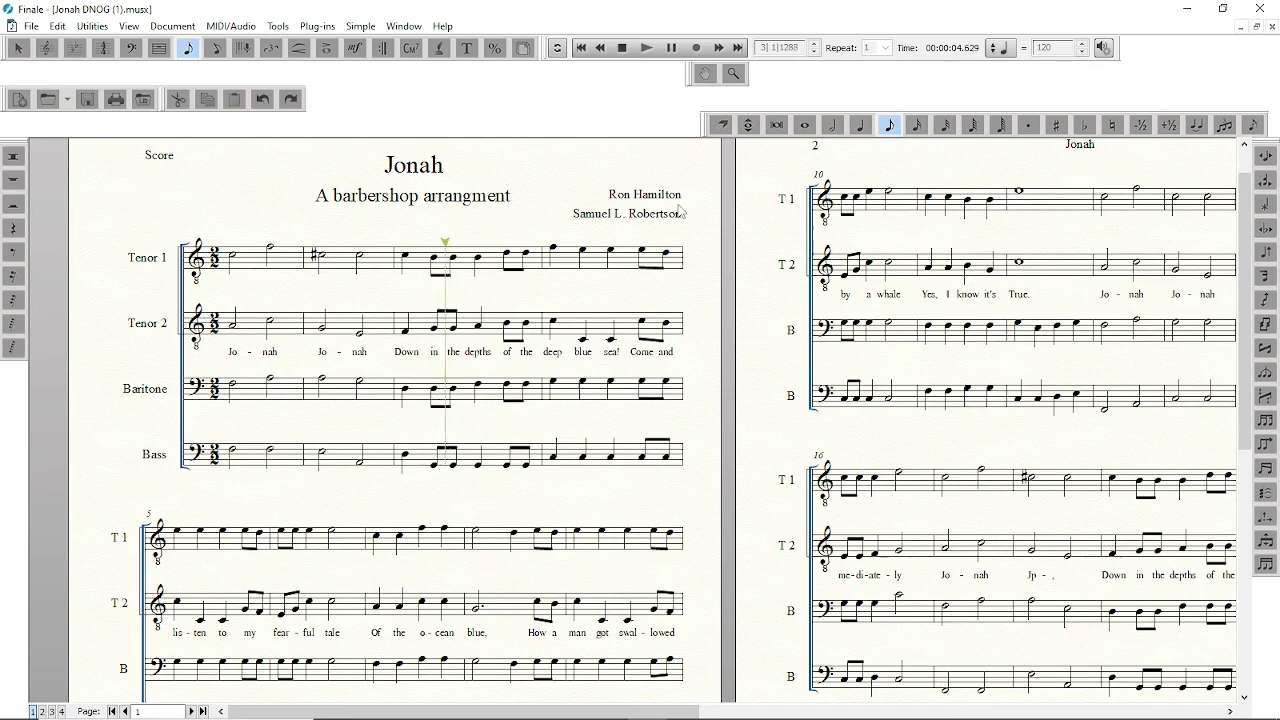 Finale - [Jonah DNOG (1).musx]
File Edit Utilities View Document MIDI/Audio Tools Plug-ins Simple Window Help
3| 1|1288 Repeat: 1 Time: 00:00:04.629 = 120
Score
Jonah
A barbershop arrangment
Ron Hamilton
Samuel L. Robertson
Tenor 1
Tenor 2
Jo - nah Jo - nah Down in the depths of the deep blue sea! Come and
Baritone
Bass
5
T 1
T 2
lis - ten to my fear - ful tale Of the o - cean blue, How a man got swal - lowed
B
2 Jonah
10
T 1
T 2
by a whale Yes, I know it's True. Jo - nah Jo - nah
B
B
16
T 1
T 2
me - di - ate - ly Jo - nah Jp - , Down in the depths of the
B
B
1 2 3 4 Page: 1